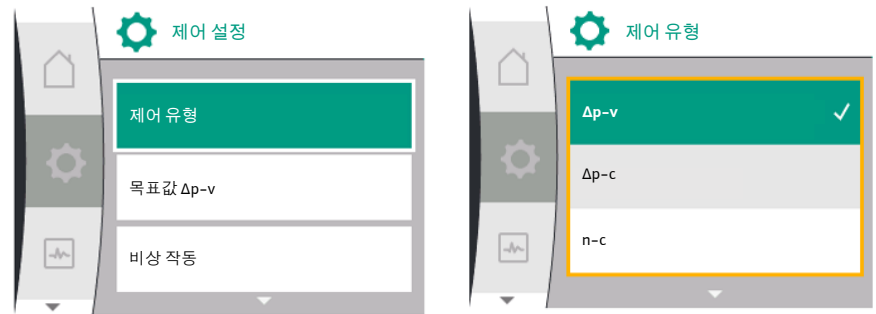 제어 설정
제어 유형
목표값 Δp-v
비상 작동
제어 유형
Δp-v
Δp-c
n-c